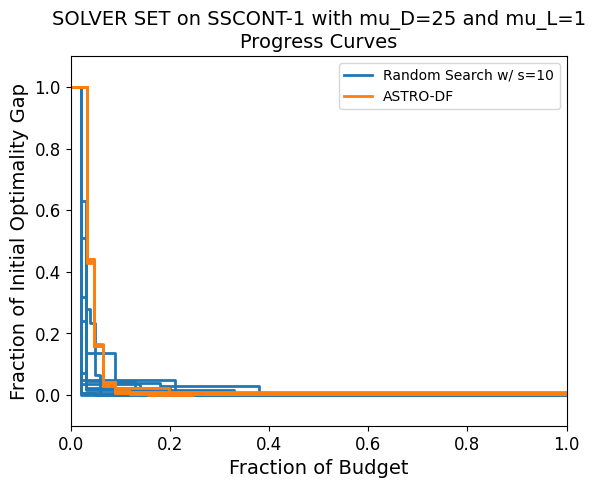 SOLVER SET on SSCONT-1 with mu_D=25 and mu_L=1
Progress Curves
Random Search w/ s=10
ASTRO-DF
Fraction of Initial Optimality Gap
1.0
0.8
0.6
0.4
0.2
0.0
0.0 0.2 0.4 0.6 0.8 1.0
Fraction of Budget